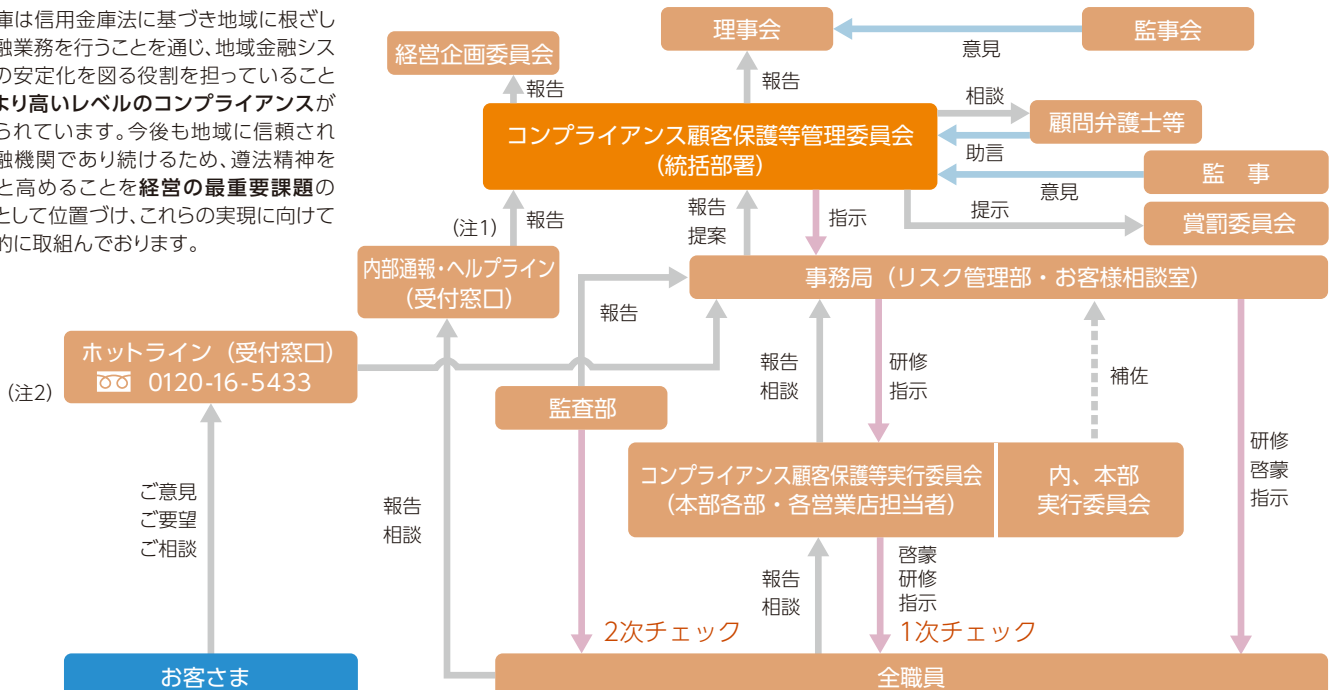 庫は信用金庫法に基づき地域に根ざし
融業務を行うことを通じ、地域金融シス
の安定化を図る役割を担っていること
より高いレベルのコンプライアンスが
られています。今後も地域に信頼され
融機関であり続けるため、遵法精神を
と高めることを経営の最重要課題の
として位置づけ、これらの実現に向けて
的に取組んでおります。
経営企画委員会
理事会
監事会
意見
報告
報告
コンプライアンス顧客保護等管理委員会
(統括部署)
相談
顧問弁護士等
助言
監 事
意見
提示
賞罰委員会
(注1)
報告
報告
提案
指示
内部通報・ヘルプライン
(受付窓口)
事務局(リスク管理部・お客様相談室)
報告
(注2)
ホットライン(受付窓口)
0120-16-5433
監査部
報告
相談
研修
指示
補佐
コンプライアンス顧客保護等実行委員会
(本部各部・各営業店担当者)
内、本部
実行委員会
研修
啓蒙
指示
ご意見
ご要望
ご相談
報告
相談
報告
相談
啓蒙
研修
指示
2次チェック
1次チェック
お客さま
全職員